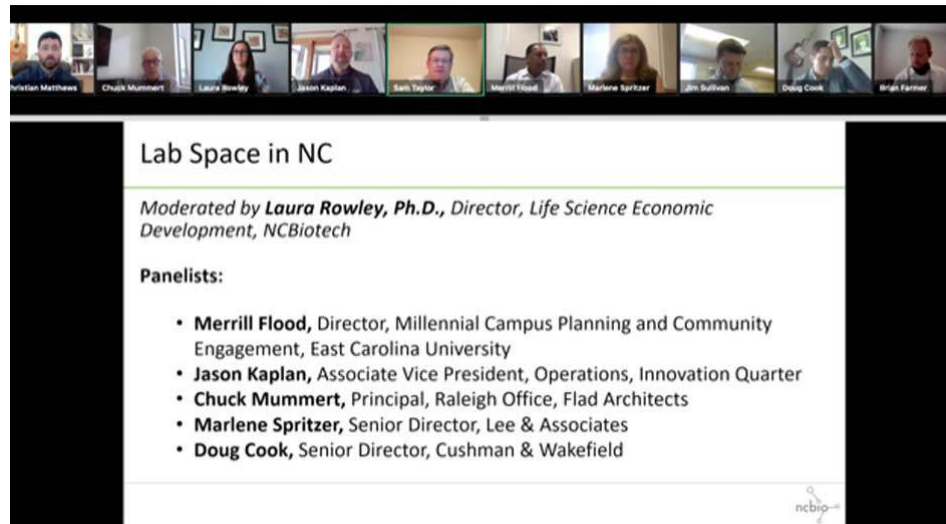 hristian Matthews
Chuck Mummert
Laura Rowley
Jason Kaplan
Sam Taylor
Merrill Flood
Marlene Spritzer
Jim Sullivan
Doug Cook
Brian Farmer
Lab Space in NC
Moderated by Laura Rowley, Ph.D., Director, Life Science Economic
Development, NCBiotech
Panelists:
• Merrill Flood, Director, Millennial Campus Planning and Community
Engagement, East Carolina University
• Jason Kaplan, Associate Vice President, Operations, Innovation Quarter
• Chuck Mummert, Principal, Raleigh Office, Flad Architects
• Marlene Spritzer, Senior Director, Lee & Associates
• Doug Cook, Senior Director, Cushman & Wakefield
ncbio